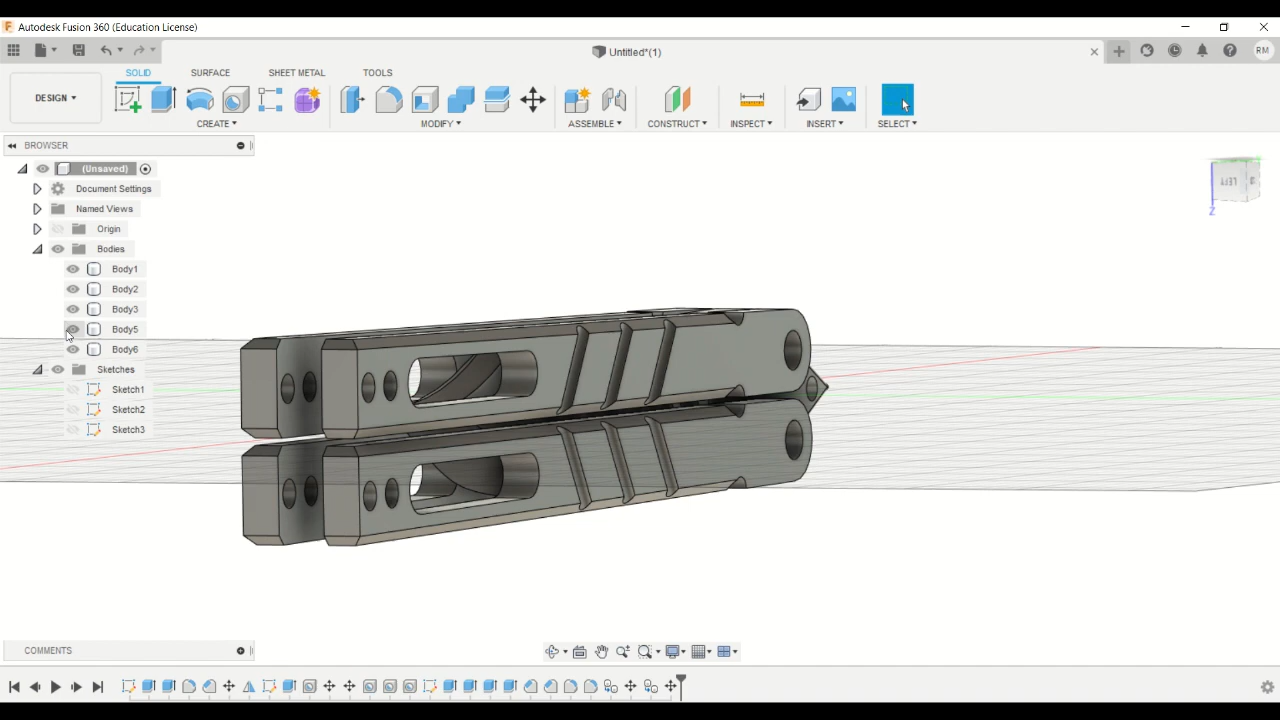 Autodesk Fusion 360 (Education License)
Untitled*(1)
RM
SOLID SURFACE SHEET METAL TOOLS
DESIGN
CREATE MODIFY ASSEMBLE CONSTRUCT INSPECT INSERT SELECT
BROWSER
(Unsaved)
Document Settings
Named Views
Origin
Bodies
Body1
Body2
Body3
Body5
Body6
Sketches
Sketch1
Sketch2
Sketch3
LEFT
Z
COMMENTS